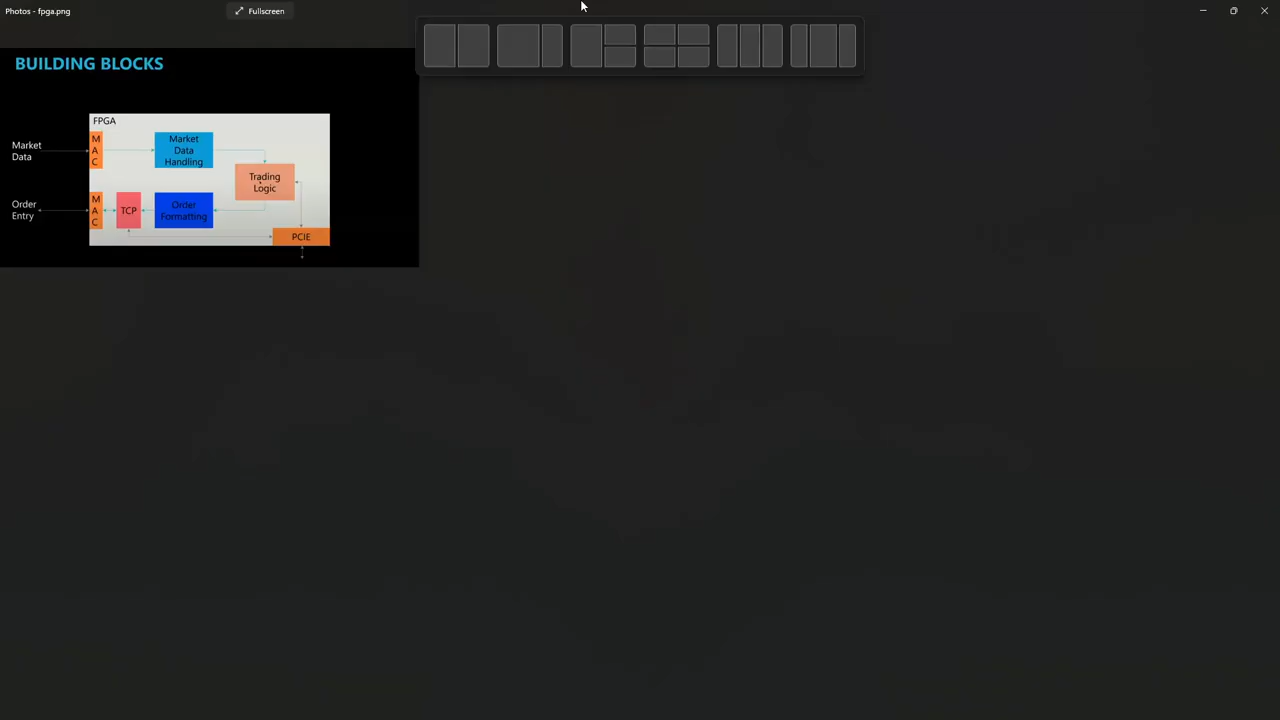 Photos - fpga.png
Fullscreen
BUILDING BLOCKS
FPGA
Market
Data
M
A
C
Market
Data
Handling
Trading
Logic
Order
Entry
M
A
C
TCP
Order
Formatting
PCIE